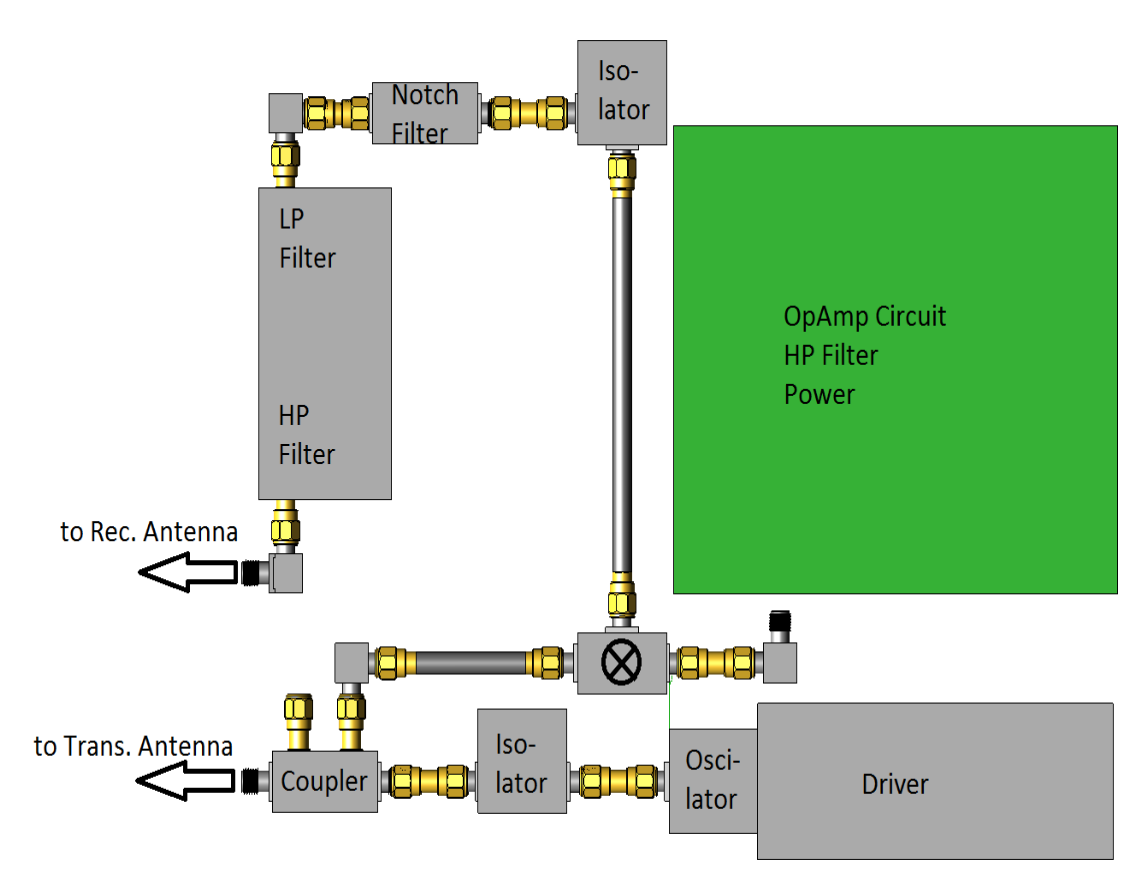 Iso-
lator
Notch
Filter
LP
Filter
HP
Filter
OpAmp Circuit
HP Filter
Power
to Rec. Antenna
to Trans. Antenna
Coupler
Iso-
lator
Osci-
lator
Driver